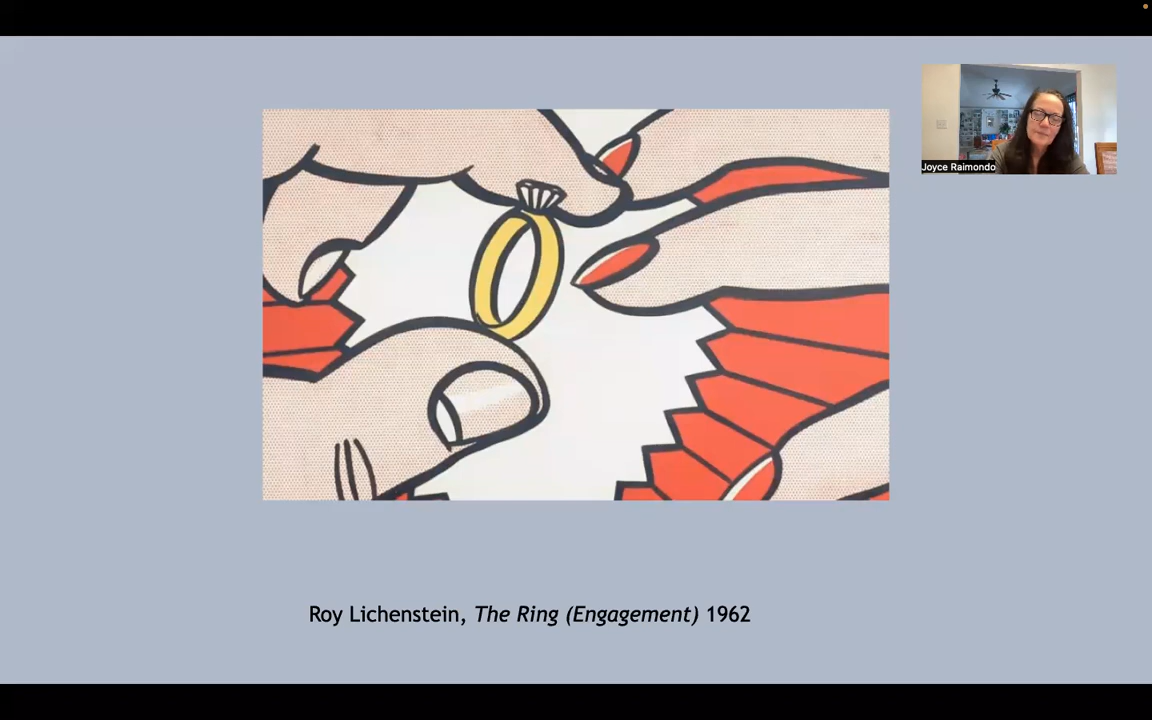 Joyce Raimondo
Roy Lichenstein, The Ring (Engagement) 1962